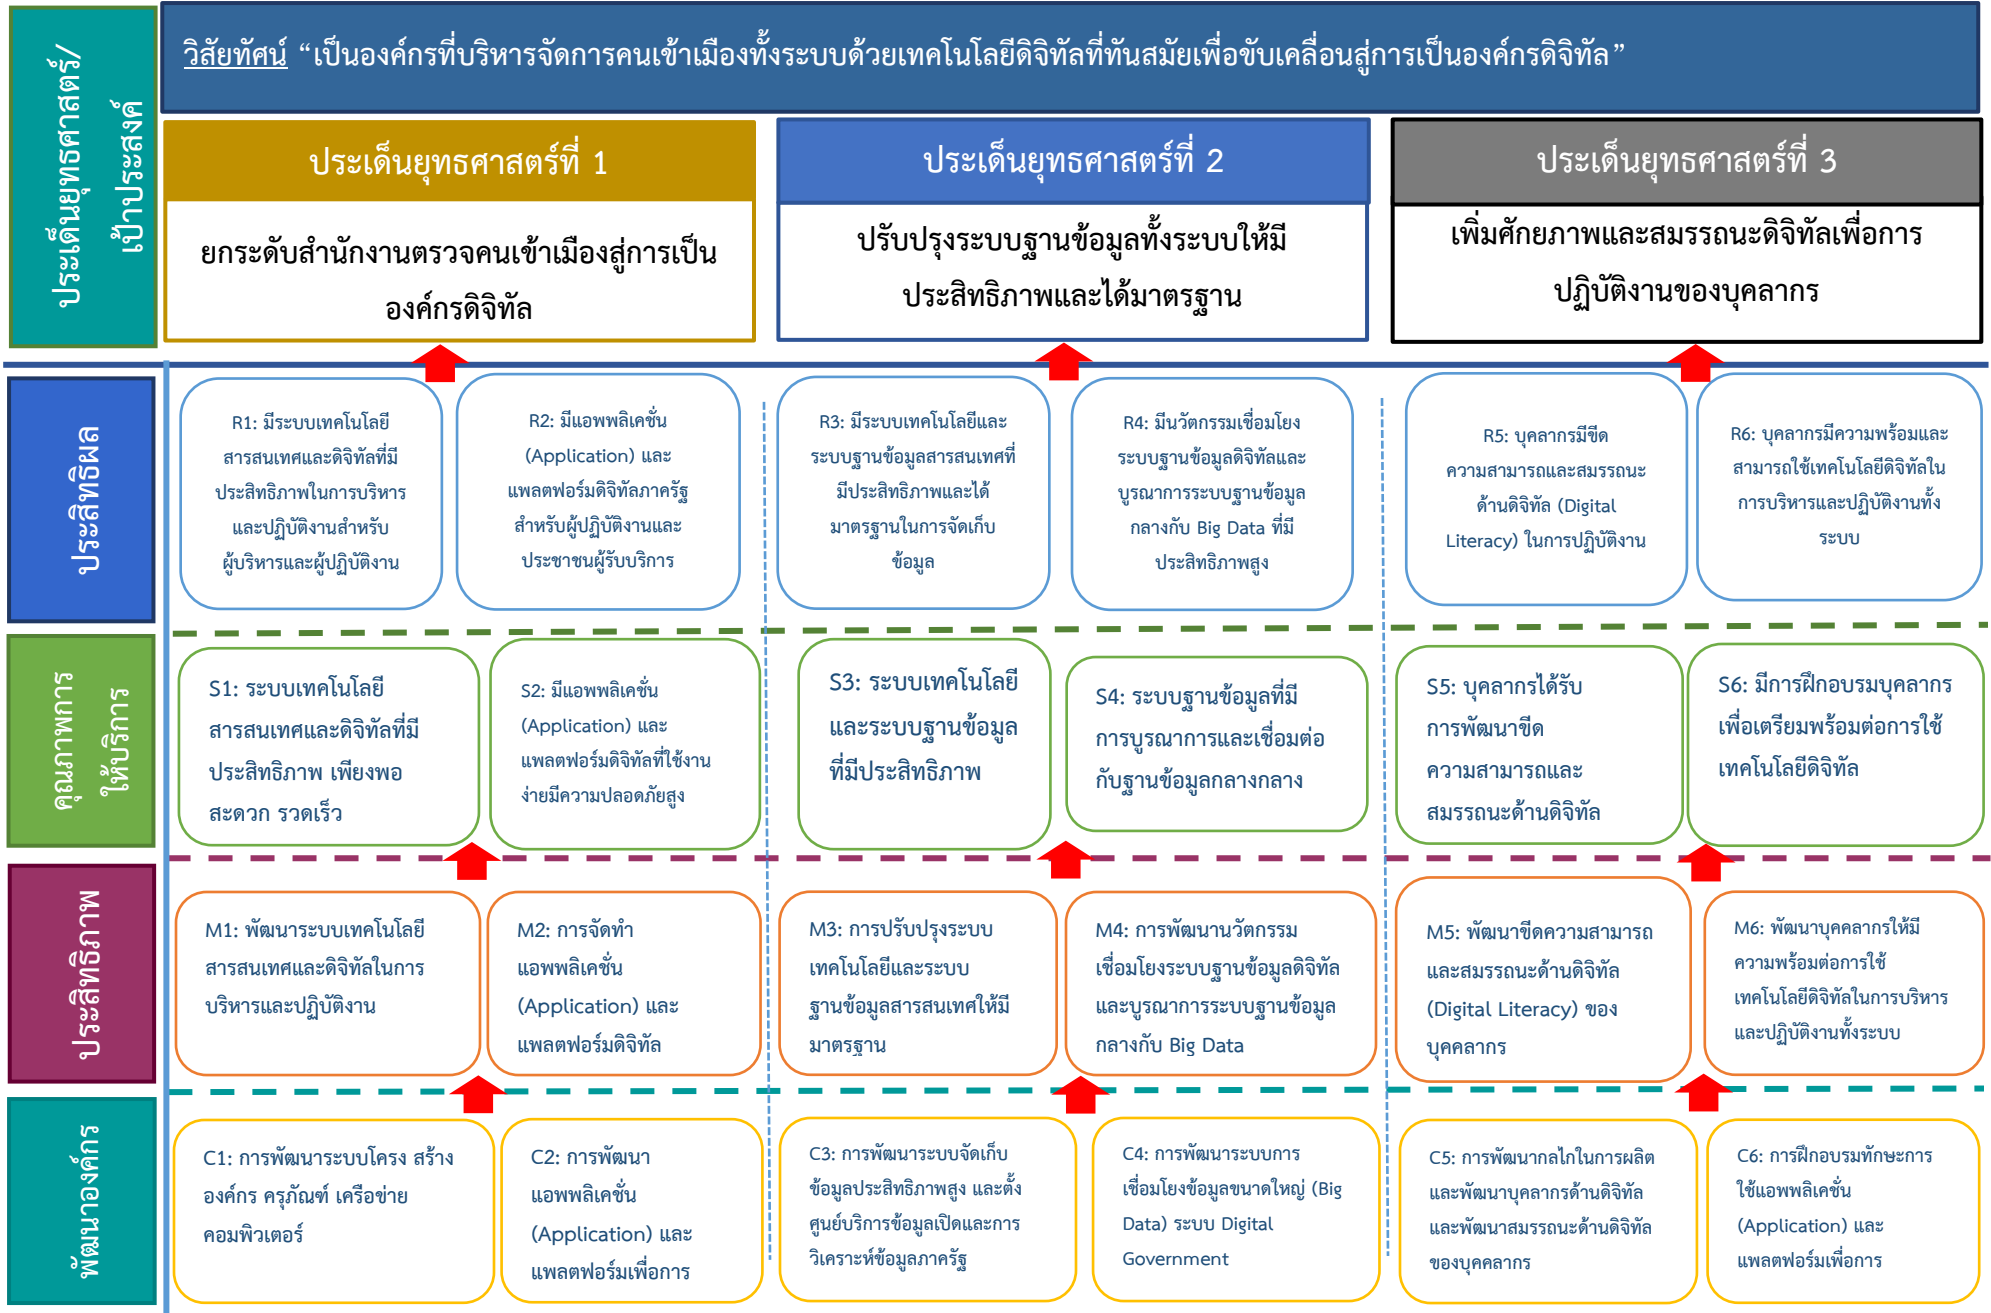 ประเด็นยุทธศาสตร์/
เป้าประสงค์
วิสัยทัศน์ “เป็นองค์กรที่บริหารจัดการคนเข้าเมืองทั้งระบบด้วยเทคโนโลยีดิจิทัลที่ทันสมัยเพื่อขับเคลื่อนสู่การเป็นองค์กรดิจิทัล”
ประเด็นยุทธศาสตร์ที่ 1
ยกระดับสำนักงานตรวจคนเข้าเมืองสู่การเป็น
องค์กรดิจิทัล
ประเด็นยุทธศาสตร์ที่ 2
ปรับปรุงระบบฐานข้อมูลทั้งระบบให้มี
ประสิทธิภาพและได้มาตรฐาน
ประเด็นยุทธศาสตร์ที่ 3
เพิ่มศักยภาพและสมรรถนะดิจิทัลเพื่อการ
ปฏิบัติงานของบุคลากร
ประสิทธิผล
R1: มีระบบเทคโนโลยี
สารสนเทศและดิจิทัลที่มี
ประสิทธิภาพในการบริหาร
และปฏิบัติงานสำหรับ
ผู้บริหารและผู้ปฏิบัติงาน
R2: มีแอพพลิเคชั่น
(Application) และ
แพลตฟอร์มดิจิทัลภาครัฐ
สำหรับผู้ปฏิบัติงานและ
ประชาชนผู้รับบริการ
R3: มีระบบเทคโนโลยีและ
ระบบฐานข้อมูลสารสนเทศที่
มีประสิทธิภาพและได้
มาตรฐานในการจัดเก็บ
ข้อมูล
R4: มีนวัตกรรมเชื่อมโยง
ระบบฐานข้อมูลดิจิทัลและ
บูรณาการระบบฐานข้อมูล
กลางกับ Big Data ที่มี
ประสิทธิภาพสูง
R5: บุคลากรมีขีด
ความสามารถและสมรรถนะ
ด้านดิจิทัล (Digital
Literacy) ในการปฏิบัติงาน
R6: บุคลากรมีความพร้อมและ
สามารถใช้เทคโนโลยีดิจิทัลใน
การบริหารและปฏิบัติงานทั้ง
ระบบ
คุณภาพการ
ให้บริการ
S1: ระบบเทคโนโลยี
สารสนเทศและดิจิทัลที่มี
ประสิทธิภาพ เพียงพอ
สะดวก รวดเร็ว
S2: มีแอพพลิเคชั่น
(Application) และ
แพลตฟอร์มดิจิทัลที่ใช้งาน
ง่ายมีความปลอดภัยสูง
S3: ระบบเทคโนโลยี
และระบบฐานข้อมูล
ที่มีประสิทธิภาพ
S4: ระบบฐานข้อมูลที่มี
การบูรณาการและเชื่อมต่อ
กับฐานข้อมูลกลางกลาง
S5: บุคลากรได้รับ
การพัฒนาขีด
ความสามารถและ
สมรรถนะด้านดิจิทัล
S6: มีการฝึกอบรมบุคลากร
เพื่อเตรียมพร้อมต่อการใช้
เทคโนโลยีดิจิทัล
ประสิทธิภาพ
M1: พัฒนาระบบเทคโนโลยี
สารสนเทศและดิจิทัลในการ
บริหารและปฏิบัติงาน
M2: การจัดทำ
แอพพลิเคชั่น
(Application) และ
แพลตฟอร์มดิจิทัล
M3: การปรับปรุงระบบ
เทคโนโลยีและระบบ
ฐานข้อมูลสารสนเทศให้มี
มาตรฐาน
M4: การพัฒนานวัตกรรม
เชื่อมโยงระบบฐานข้อมูลดิจิทัล
และบูรณาการระบบฐานข้อมูล
กลางกับ Big Data
M5: พัฒนาขีดความสามารถ
และสมรรถนะด้านดิจิทัล
(Digital Literacy) ของ
บุคคลากร
M6: พัฒนาบุคคลากรให้มี
ความพร้อมต่อการใช้
เทคโนโลยีดิจิทัลในการบริหาร
และปฏิบัติงานทั้งระบบ
พัฒนาองค์กร
C1: การพัฒนาระบบโครง สร้าง
องค์กร ครุภัณฑ์ เครือข่าย
คอมพิวเตอร์
C2: การพัฒนา
แอพพลิเคชั่น
(Application) และ
แพลตฟอร์มเพื่อการ
C3: การพัฒนาระบบจัดเก็บ
ข้อมูลประสิทธิภาพสูง และตั้ง
ศูนย์บริการข้อมูลเปิดและการ
วิเคราะห์ข้อมูลภาครัฐ
C4: การพัฒนาระบบการ
เชื่อมโยงข้อมูลขนาดใหญ่ (Big
Data) ระบบ Digital
Government
C5: การพัฒนากลไกในการผลิต
และพัฒนาบุคลากรด้านดิจิทัล
และพัฒนาสมรรถนะด้านดิจิทัล
ของบุคคลากร
C6: การฝึกอบรมทักษะการ
ใช้แอพพลิเคชั่น
(Application) และ
แพลตฟอร์มเพื่อการ